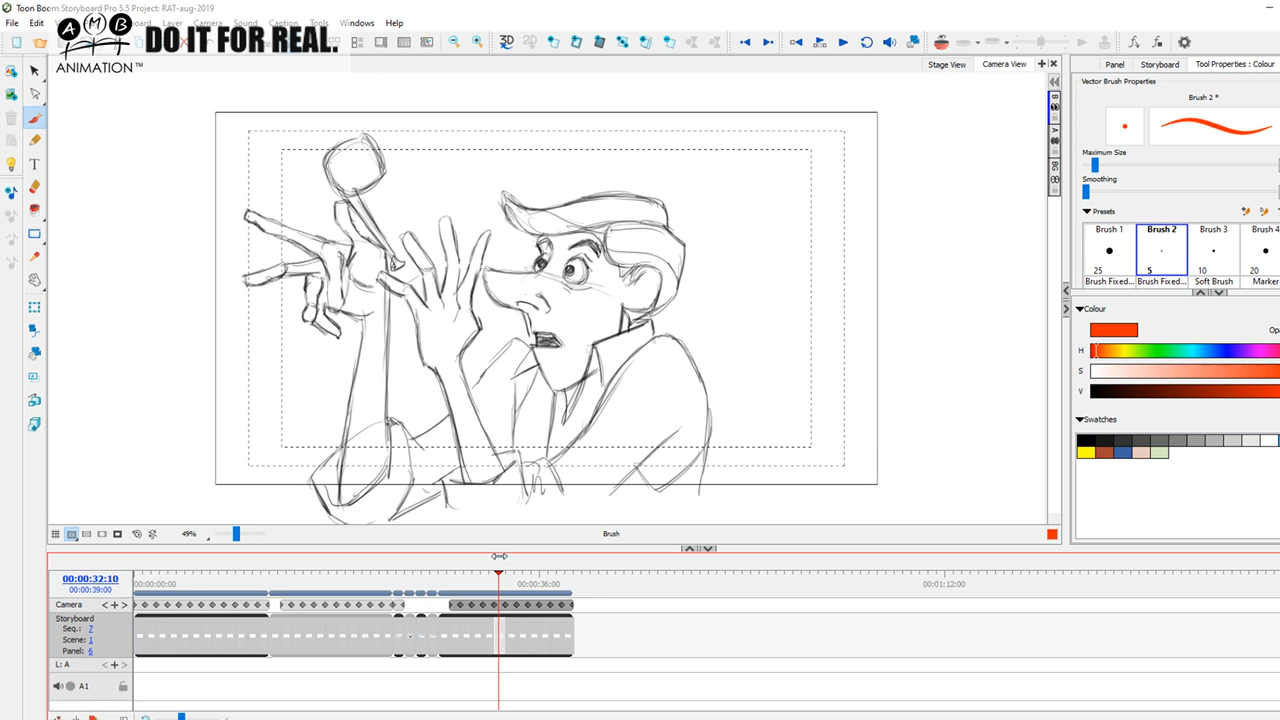 Toon Boom Storyboard Pro 5.5 Project: RAT-aug-2019
File Edit Layer Camera Sound Caption Tools Windows Help
AMB
ANIMATION™
DO IT FOR REAL.
3D 2D
Stage View Camera View
Panel Storyboard Tool Properties : Colour
Vector Brush Properties
Brush 2 *
Maximum Size
Smoothing
Presets
Brush 1 Brush 2 Brush 3 Brush 4
25 5 10 20
Brush Fixed... Brush Fixed... Soft Brush Marker
Colour
H
S
V
Swatches
B
A
BG
T
49%
Brush
00:00:32:10
00:00:39:00
00:00:00:00 00:00:36:00 00:01:12:00
Camera
Storyboard
Seq.: 7
Scene: 1
Panel: 6
L: A
A1